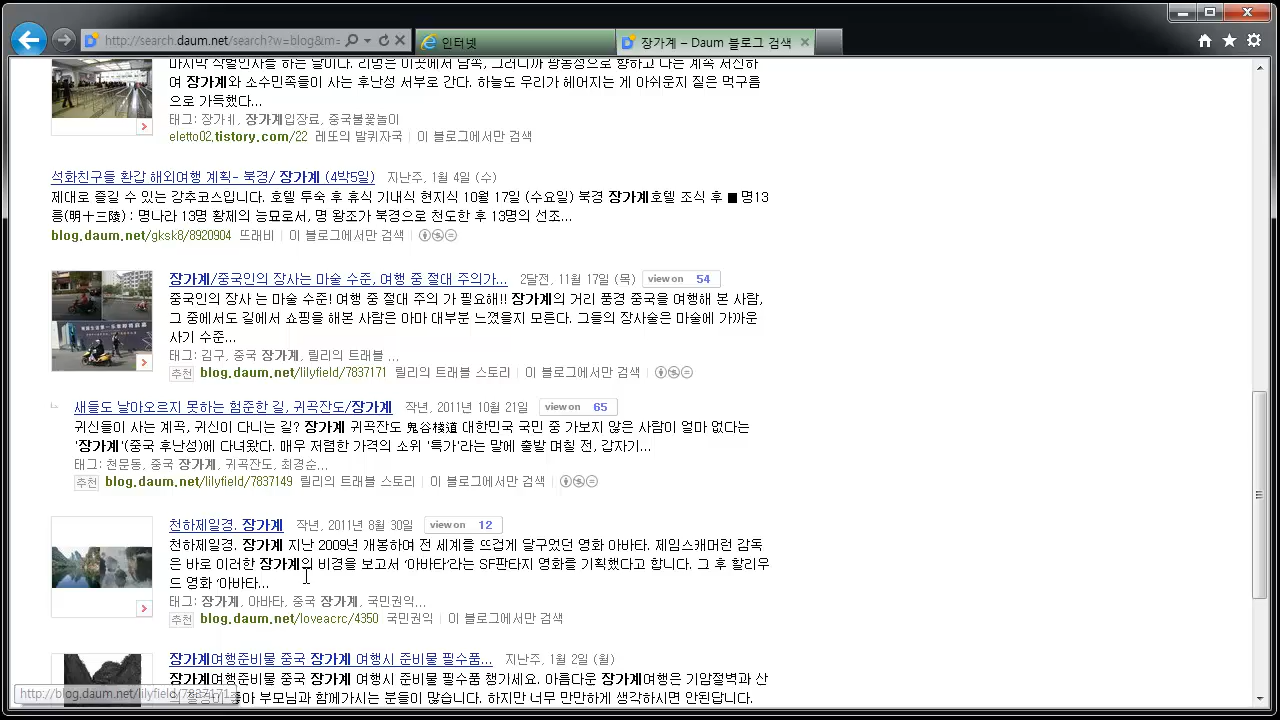 http://search.daum.net/search?w=blog&m=
인터넷
장가계 – Daum 블로그 검색
마지막 작별인사를 하는 날이다. 리명은 이곳에서 남쪽, 그러니까 광동성으로 향하고 나는 계속 서진하
여 장가계와 소수민족들이 사는 후난성 서부로 간다. 하늘도 우리가 헤어지는 게 아쉬운지 짙은 먹구름
으로 가득했다...
태그: 장가계, 장가계입장료, 중국불꽃놀이
eletto02.tistory.com/22 레또의 발퀴자국 | 이 블로그에서만 검색
석화친구들 환갑 해외여행 계획- 북경/ 장가계 (4박5일) 지난주, 1월 4일 (수)
제대로 즐길 수 있는 강추코스입니다. 호텔 투숙 후 휴식 기내식 현지식 10월 17일 (수요일) 북경 장가계호텔 조식 후 ■ 명13
릉(明十三陵) : 명나라 13명 황제의 능묘로서, 명 왕조가 북경으로 천도한 후 13명의 선조...
blog.daum.net/gksk8/8920904 뜨래비 | 이 블로그에서만 검색
장가계/중국인의 장사는 마술 수준, 여행 중 절대 주의가... 2달전, 11월 17일 (목) view on 54
중국인의 장사 는 마술 수준! 여행 중 절대 주의 가 필요해!! 장가계의 거리 풍경 중국을 여행해 본 사람,
그 중에서도 길에서 쇼핑을 해본 사람은 아마 대부분 느꼈을지 모른다. 그들의 장사술은 마술에 가까운
사기 수준...
태그: 김구, 중국 장가계, 릴리의 트래블 ...
추천 blog.daum.net/lilyfield/7837171 릴리의 트래블 스토리 | 이 블로그에서만 검색
새들도 날아오르지 못하는 험준한 길, 귀곡잔도/장가계 작년, 2011년 10월 21일 view on 65
귀신들이 사는 계곡, 귀신이 다니는 길? 장가계 귀곡잔도 鬼谷棧道 대한민국 국민 중 가보지 않은 사람이 얼마 없다는
'장가계'(중국 후난성)에 다녀왔다. 매우 저렴한 가격의 소위 '특가'라는 말에 출발 며칠 전, 갑자기...
태그: 천문동, 중국 장가계, 귀곡잔도, 최경순...
추천 blog.daum.net/lilyfield/7837149 릴리의 트래블 스토리 | 이 블로그에서만 검색
천하제일경. 장가계 작년, 2011년 8월 30일 view on 12
천하제일경. 장가계 지난 2009년 개봉하여 전 세계를 뜨겁게 달구었던 영화 아바타. 제임스캐머런 감독
은 바로 이러한 장가계의 비경을 보고서 '아바타'라는 SF판타지 영화를 기획했다고 합니다. 그 후 할리우
드 영화 '아바타...
태그: 장가계, 아바타, 중국 장가계, 국민권익...
추천 blog.daum.net/loveacrc/4350 국민권익 | 이 블로그에서만 검색
장가계여행준비물 중국 장가계 여행시 준비물 필수품... 지난주, 1월 2일 (월)
장가계여행준비물 중국 장가계 여행시 준비물 필수품 챙기세요. 아름다운 장가계여행은 기암절벽과 산
부모님과 함께가시는 분들이 많습니다. 하지만 너무 만만하게 생각하시면 안된답니다.
http://blog.daum.net/lilyfield/7837171